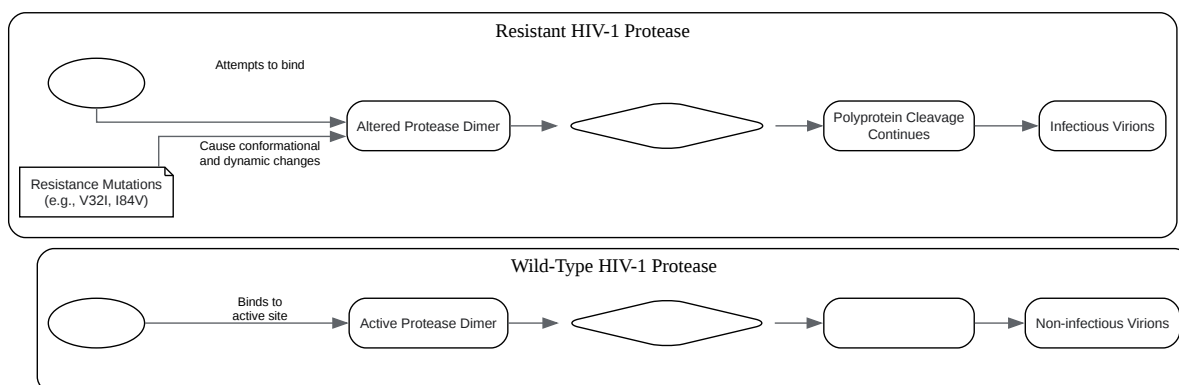 Resistant HIV-1 Protease
Attempts to bind
Altered Protease Dimer
Polyprotein Cleavage
Continues
Infectious Virions
Cause conformational
and dynamic changes
Resistance Mutations
(e.g., V32I, I84V)
Wild-Type HIV-1 Protease
Binds to
active site
Active Protease Dimer
Non-infectious Virions